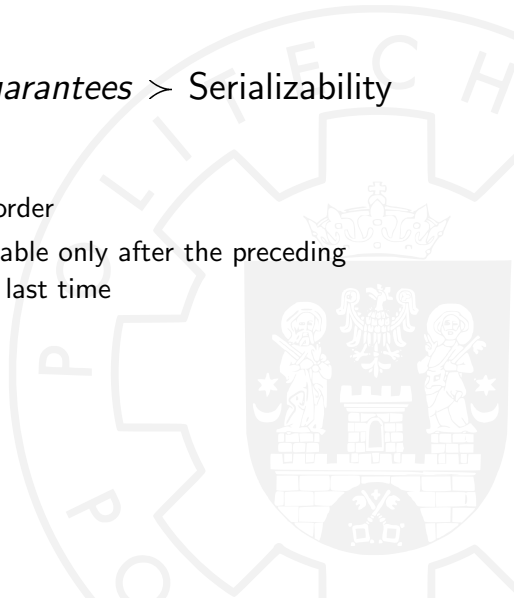 uarantees ≻ Serializability
order
able only after the preceding
last time
P O L I T E C H
P O